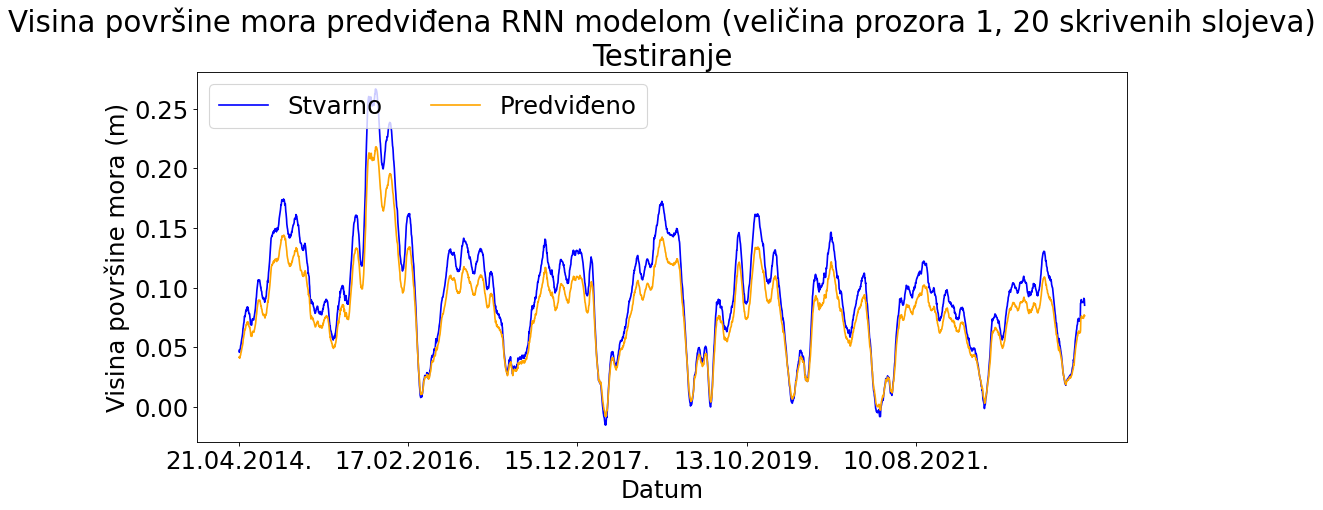 Visina površine mora predviđena RNN modelom (veličina prozora 1, 20 skrivenih slojeva)
Testiranje
Stvarno Predviđeno
Visina površine mora (m)
0.25
0.20
0.15
0.10
0.05
0.00
21.04.2014. 17.02.2016. 15.12.2017. 13.10.2019. 10.08.2021.
Datum